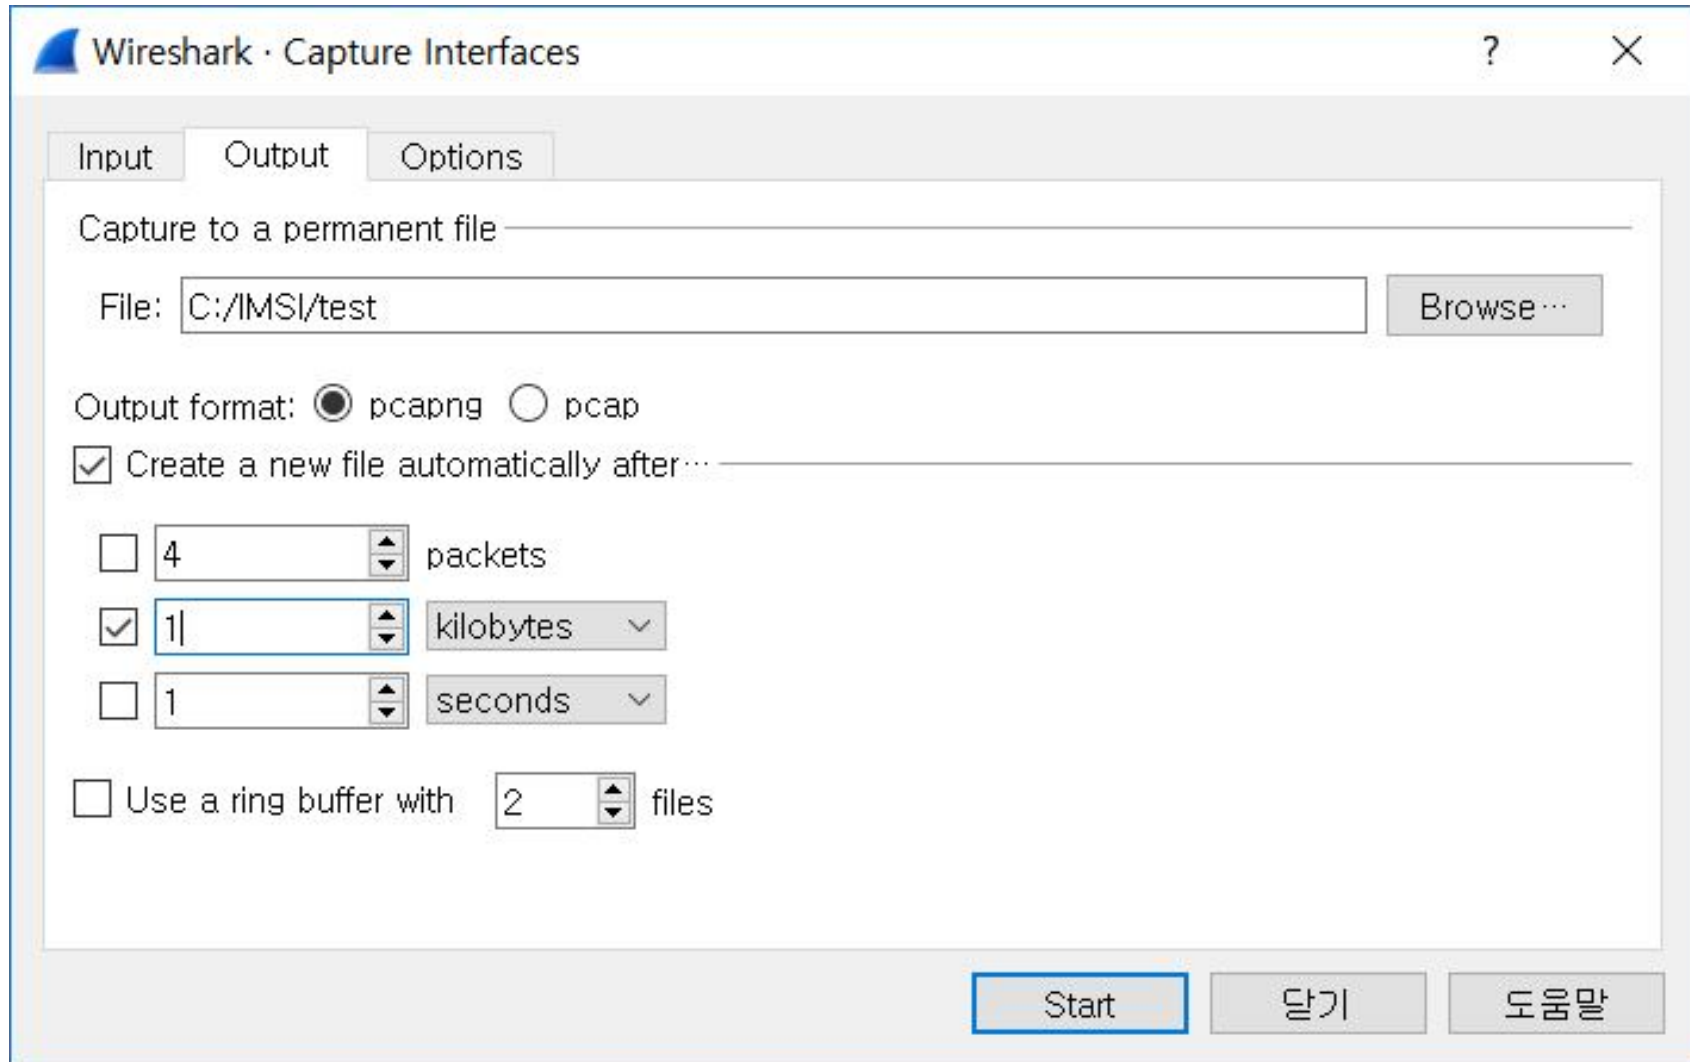 Wireshark · Capture Interfaces ?
Input Output Options
Capture to a permanent file
File: C:/IMSI/test Browse…
Output format: pcapng pcap
Create a new file automatically after…
4 packets
1 kilobytes
1 seconds
Use a ring buffer with 2 files
Start 닫기 도움말